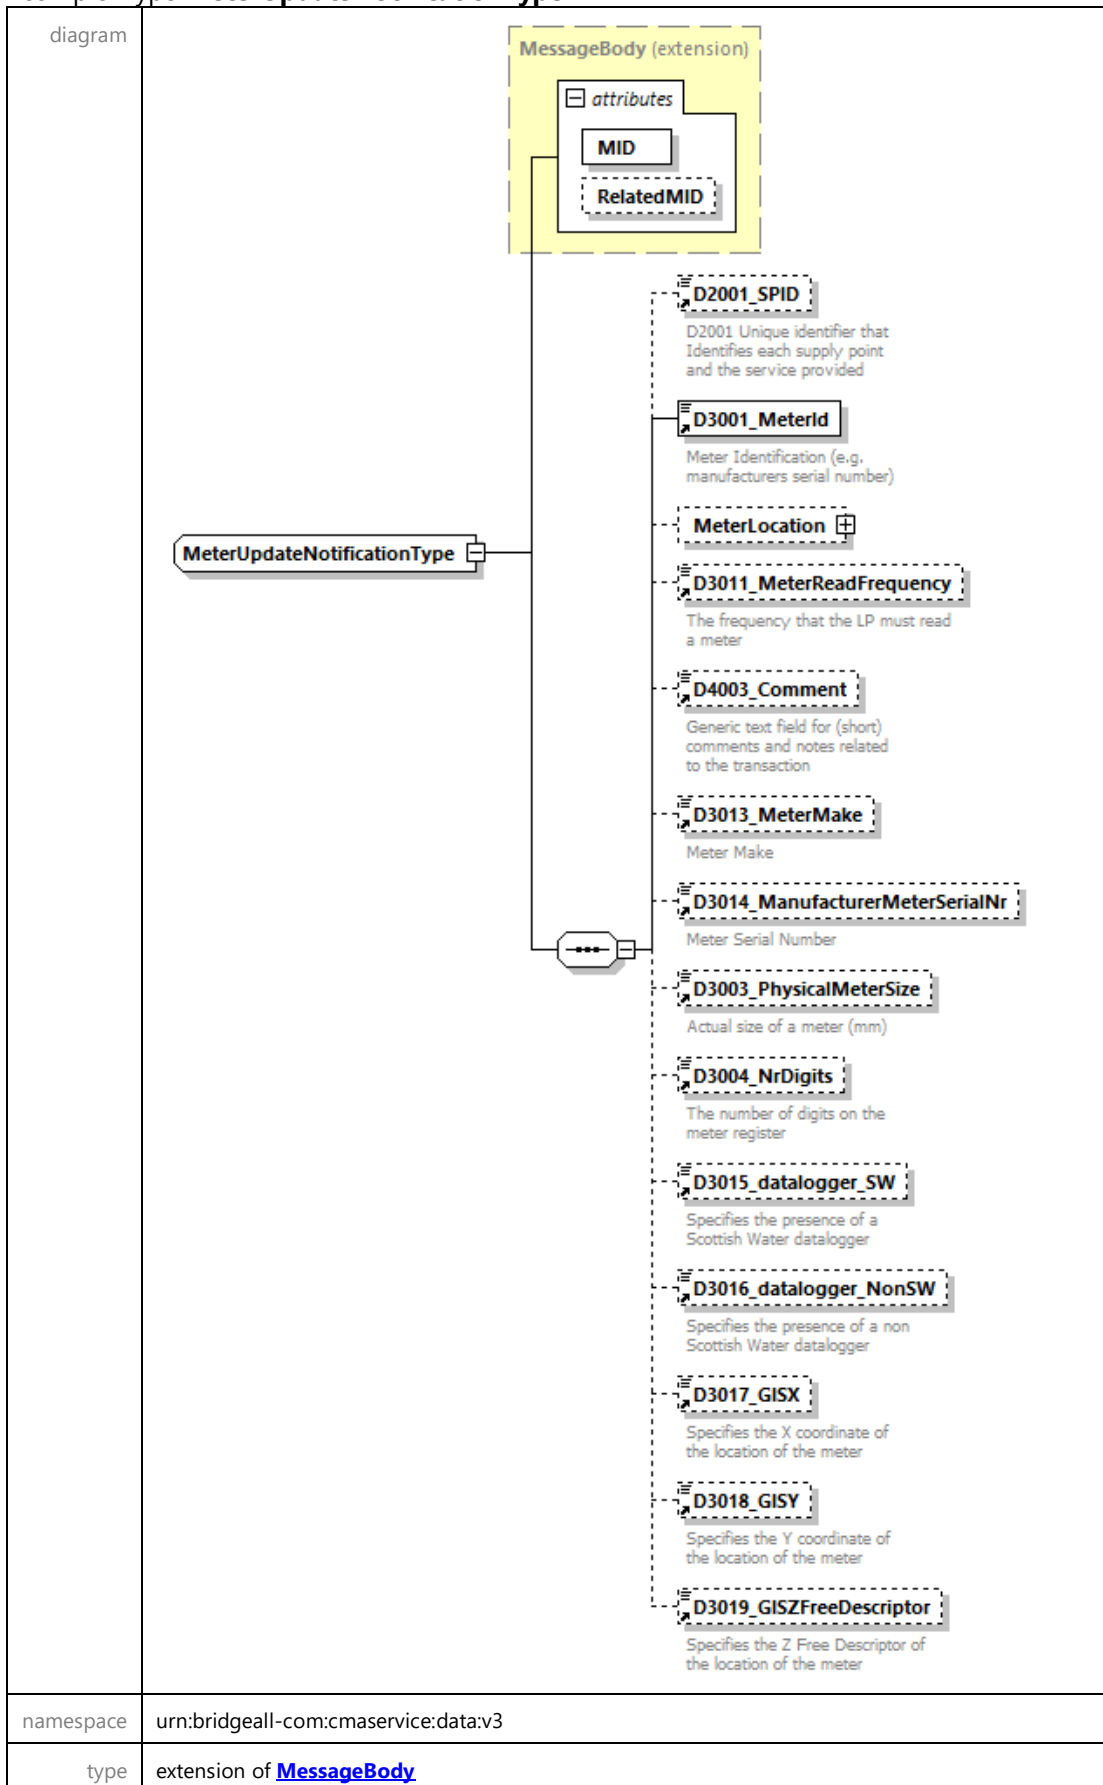 diagram
MessageBody (extension)
attributes
MID
RelatedMID
D2001_SPID
D2001 Unique identifier that
Identifies each supply point
and the service provided
D3001_MeterId
Meter Identification (e.g.
manufacturers serial number)
MeterLocation
MeterUpdateNotificationType
D3011_MeterReadFrequency
The frequency that the LP must read
a meter
D4003_Comment
Generic text field for (short)
comments and notes related
to the transaction
D3013_MeterMake
Meter Make
D3014_ManufacturerMeterSerialNr
Meter Serial Number
D3003_PhysicalMeterSize
Actual size of a meter (mm)
D3004_NrDigits
The number of digits on the
meter register
D3015_datalogger_SW
Specifies the presence of a
Scottish Water datalogger
D3016_datalogger_NonSW
Specifies the presence of a non
Scottish Water datalogger
D3017_GISX
Specifies the X coordinate of
the location of the meter
D3018_GISY
Specifies the Y coordinate of
the location of the meter
D3019_GISZFreeDescriptor
Specifies the Z Free Descriptor of
the location of the meter
namespace urn:bridgeall-com:cmaservice:data:v3
type extension of MessageBody